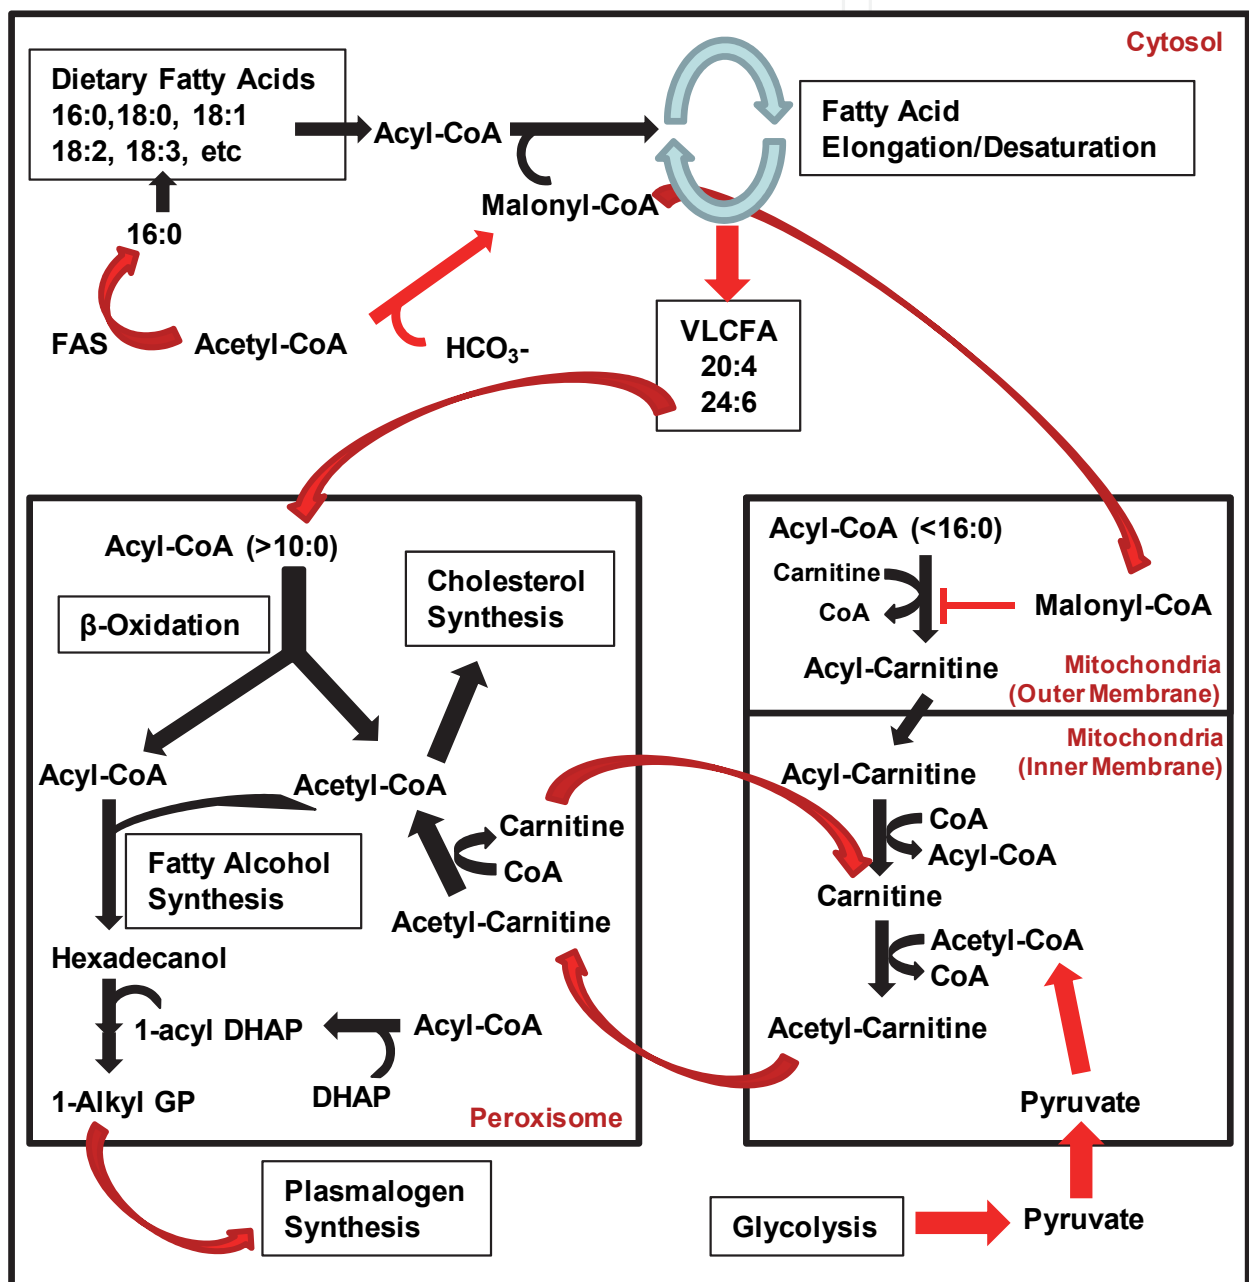 Cytosol
Dietary Fatty Acids
16:0,18:0, 18:1
18:2, 18:3, etc
Acyl-CoA
Fatty Acid
Elongation/Desaturation
Malonyl-CoA
16:0
FAS
Acetyl-CoA
HCO₃-
VLCFA
20:4
24:6
Acyl-CoA (>10:0)
β-Oxidation
Cholesterol
Synthesis
Acyl-CoA
Acetyl-CoA
Carnitine
CoA
Fatty Alcohol
Synthesis
Acetyl-Carnitine
Hexadecanol
1-acyl DHAP
Acyl-CoA
DHAP
1-Alkyl GP
Peroxisome
Plasmalogen
Synthesis
Acyl-CoA (<16:0)
Carnitine
CoA
Malonyl-CoA
Acyl-Carnitine
Mitochondria
(Outer Membrane)
Mitochondria
(Inner Membrane)
Acyl-Carnitine
CoA
Acyl-CoA
Carnitine
Acetyl-CoA
CoA
Acetyl-Carnitine
Pyruvate
Glycolysis
Pyruvate